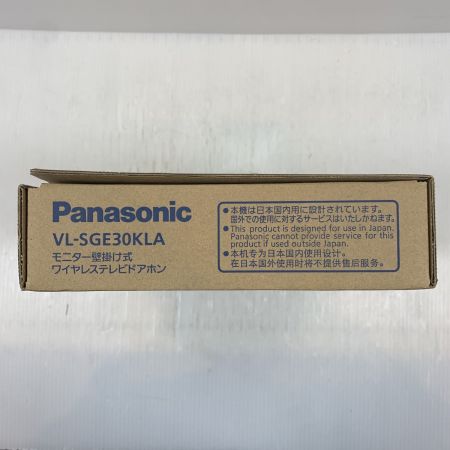 Panasonic
VL-SGE30KLA
モニター壁掛け式
ワイヤレステレビドアホン
●本機は日本国内用に設計されています。
国外での使用に対するサービスはいたしかねます。
●This product is designed for use in Japan.
Panasonic cannot provide service for this
product if used outside Japan.
●本机专为日本国内使用设计。
在日本国外使用时将不提供售后服务。